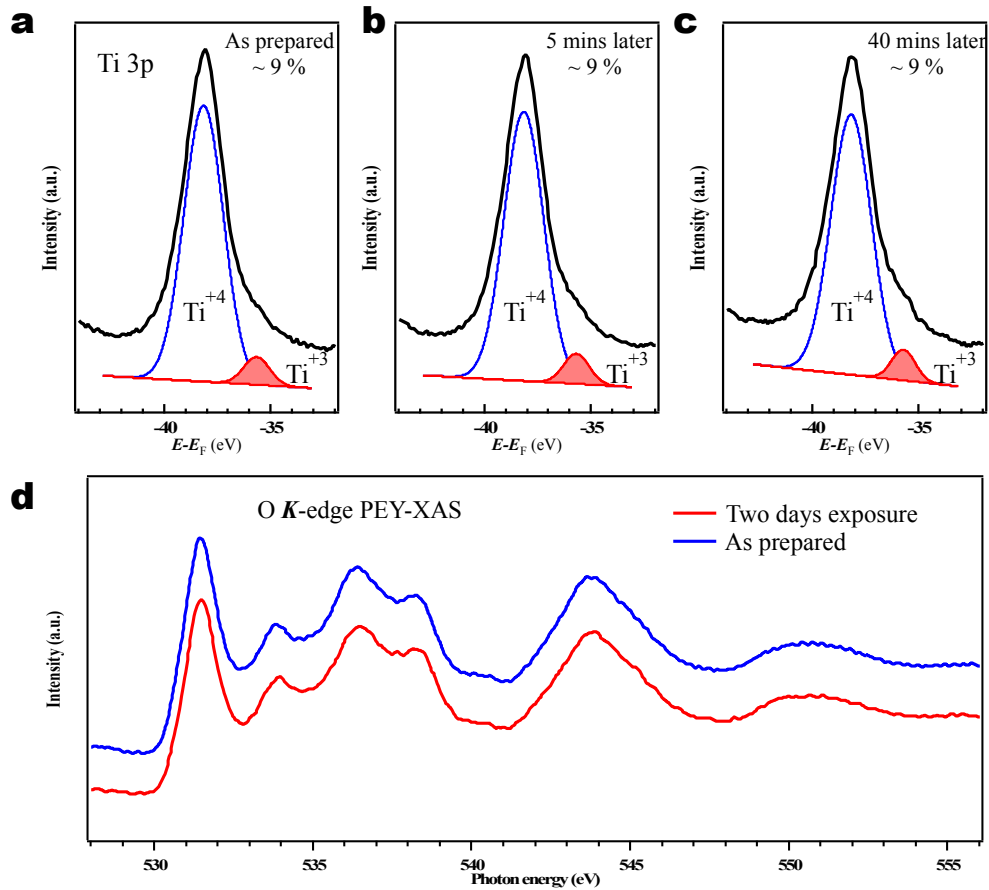 a
Ti 3p
As prepared
~ 9 %
Intensity (a.u.)
Ti+4
Ti+3
-40
-35
E-EF (eV)
b
5 mins later
~ 9 %
Intensity (a.u.)
Ti+4
Ti+3
-40
-35
E-EF (eV)
c
40 mins later
~ 9 %
Intensity (a.u.)
Ti+4
Ti+3
-40
-35
E-EF (eV)
d
O K-edge PEY-XAS
Two days exposure
As prepared
Intensity (a.u.)
530
535
540
545
550
555
Photon energy (eV)